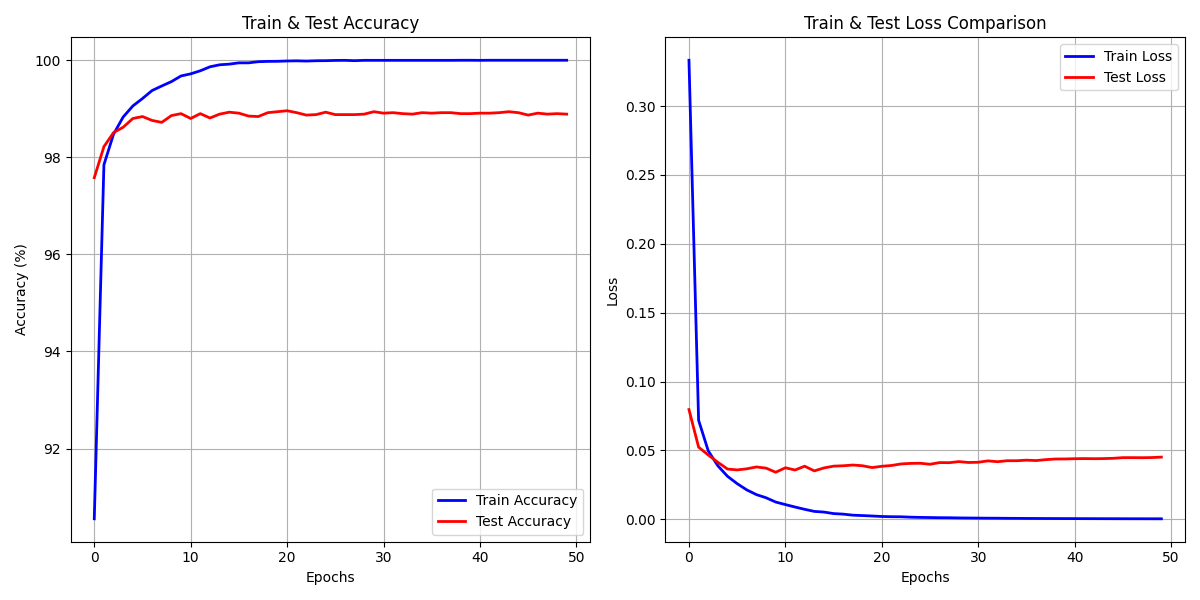 Train & Test Accuracy
Accuracy (%)
100
98
96
94
92
0 10 20 30 40 50
Epochs
Train Accuracy
Test Accuracy
Train & Test Loss Comparison
Loss
0.30
0.25
0.20
0.15
0.10
0.05
0.00
0 10 20 30 40 50
Epochs
Train Loss
Test Loss